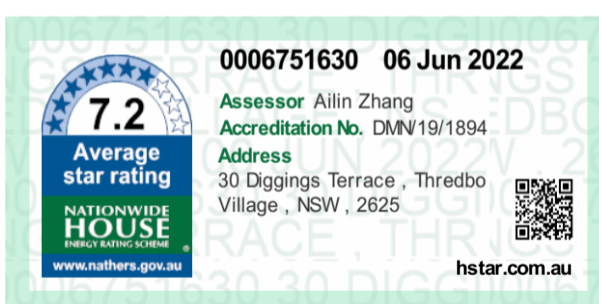 0006751630 06 Jun 2022
7.2
Average
star rating
NATIONWIDE
HOUSE
ENERGY RATING SCHEME
®
www.nathers.gov.au
Assessor Ailin Zhang
Accreditation No. DMN/19/1894
Address
30 Diggings Terrace , Thredbo
Village , NSW , 2625
hstar.com.au